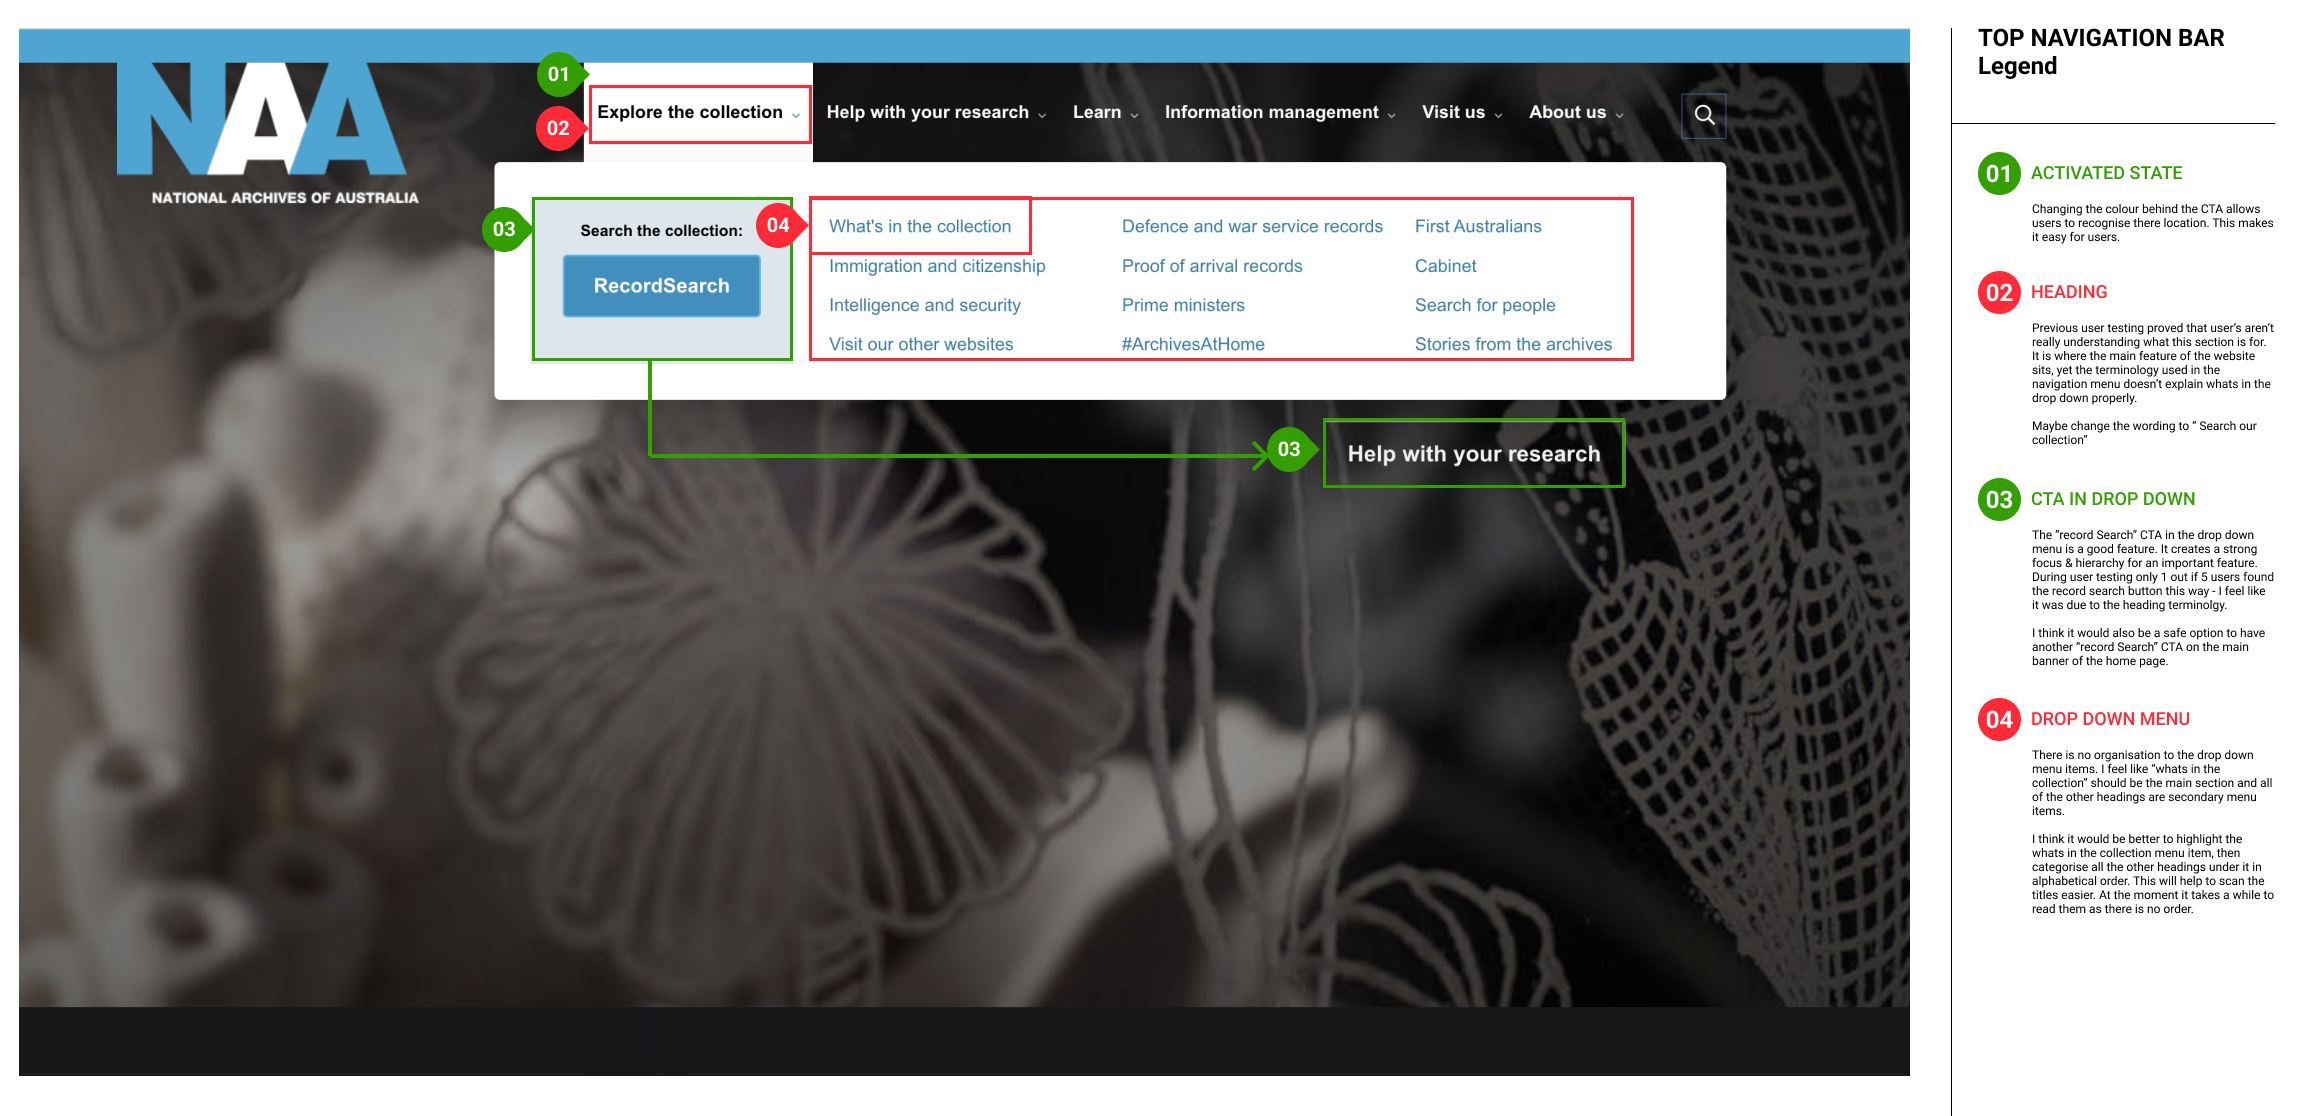 NAA
NATIONAL ARCHIVES OF AUSTRALIA
01
02
Explore the collection
Help with your research
Learn
Information management
Visit us
About us
03
Search the collection:
RecordSearch
04
What's in the collection
Defence and war service records
First Australians
Immigration and citizenship
Proof of arrival records
Cabinet
Intelligence and security
Prime ministers
Search for people
Visit our other websites
#ArchivesAtHome
Stories from the archives
03
Help with your research
TOP NAVIGATION BAR
Legend
01 ACTIVATED STATE
Changing the colour behind the CTA allows
users to recognise there location. This makes
it easy for users.
02 HEADING
Previous user testing proved that user's aren't
really understanding what this section is for.
It is where the main feature of the website
sits, yet the terminology used in the
navigation menu doesn't explain whats in the
drop down properly.
Maybe change the wording to “ Search our
collection”
03 CTA IN DROP DOWN
The “record Search” CTA in the drop down
menu is a good feature. It creates a strong
focus & hierarchy for an important feature.
During user testing only 1 out if 5 users found
the record search button this way - I feel like
it was due to the heading terminolgy.
I think it would also be a safe option to have
another “record Search” CTA on the main
banner of the home page.
04 DROP DOWN MENU
There is no organisation to the drop down
menu items. I feel like “whats in the
collection” should be the main section and all
of the other headings are secondary menu
items.
I think it would be better to highlight the
whats in the collection menu item, then
categorise all the other headings under it in
alphabetical order. This will help to scan the
titles easier. At the moment it takes a while to
read them as there is no order.